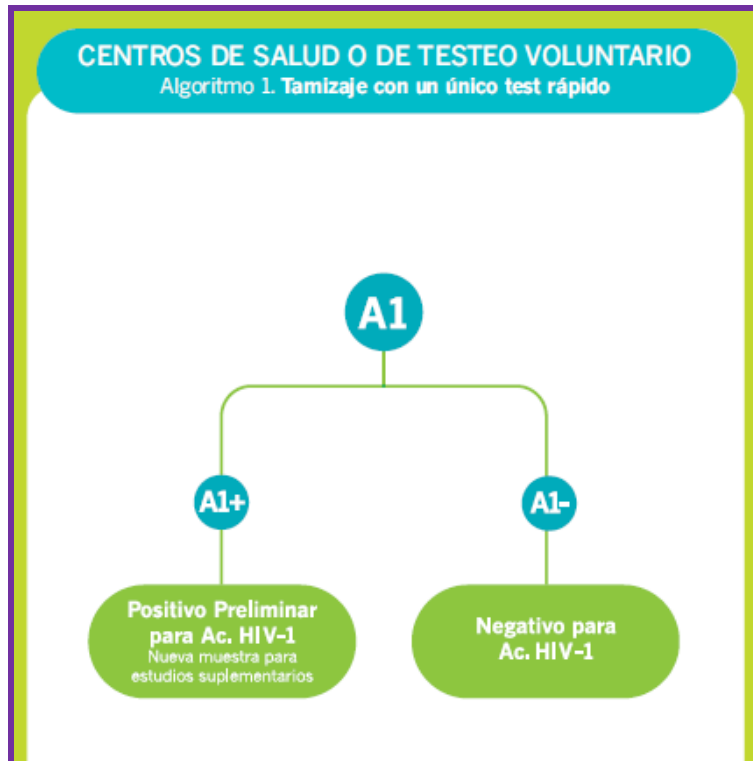 CENTROS DE SALUD O DE TESTEO VOLUNTARIO
Algoritmo 1. Tamizaje con un único test rápido
A1
A1+
A1-
Positivo Preliminar
para Ac. HIV-1
Nueva muestra para
estudios suplementarios
Negativo para
Ac. HIV-1